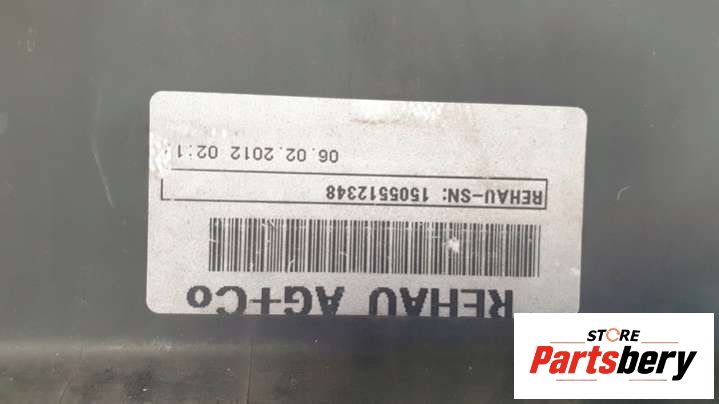 REHAU AG+Co
REHAU-SN: 1505512348
06.02.2012 02:1
STORE
Partsbery